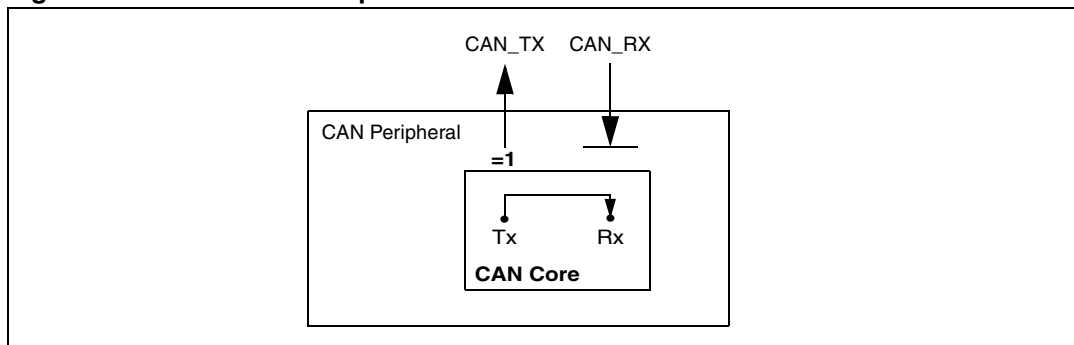 CAN_TX CAN_RX
CAN Peripheral
=1
Tx Rx
CAN Core